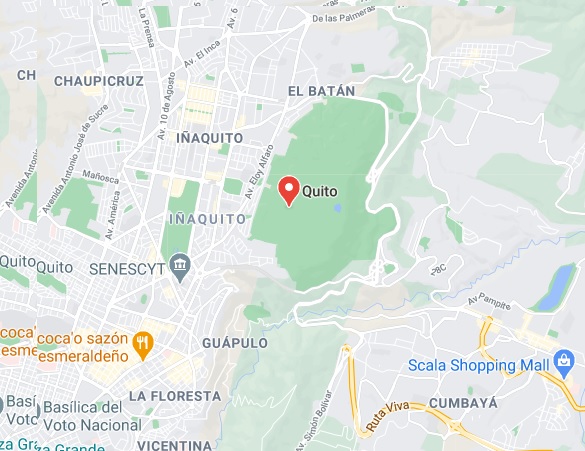 De las Palmeras
La Prensa
Av. 6
Av. El Inca
CH
CHAUPICRUZ
EL BATÁN
Av. 10 de Agosto
IÑAQUITO
Avenida Antonio José de Sucre
Avenida Antonio
Mañosca
Av. América
Av. Eloy Alfaro
Quito
IÑAQUITO
Quito
Quito
SENESCYT
E28C
Av Pampite
coca'
coca'o sazón
esme
esmeraldeño
GUÁPULO
Scala Shopping Mall
LA FLORESTA
CUMBAYÁ
Basí
Basílica del
Voto
Voto Nacional
Av. Simón Bolívar
Ruta Viva
za Gra
za Grande
VICENTINA